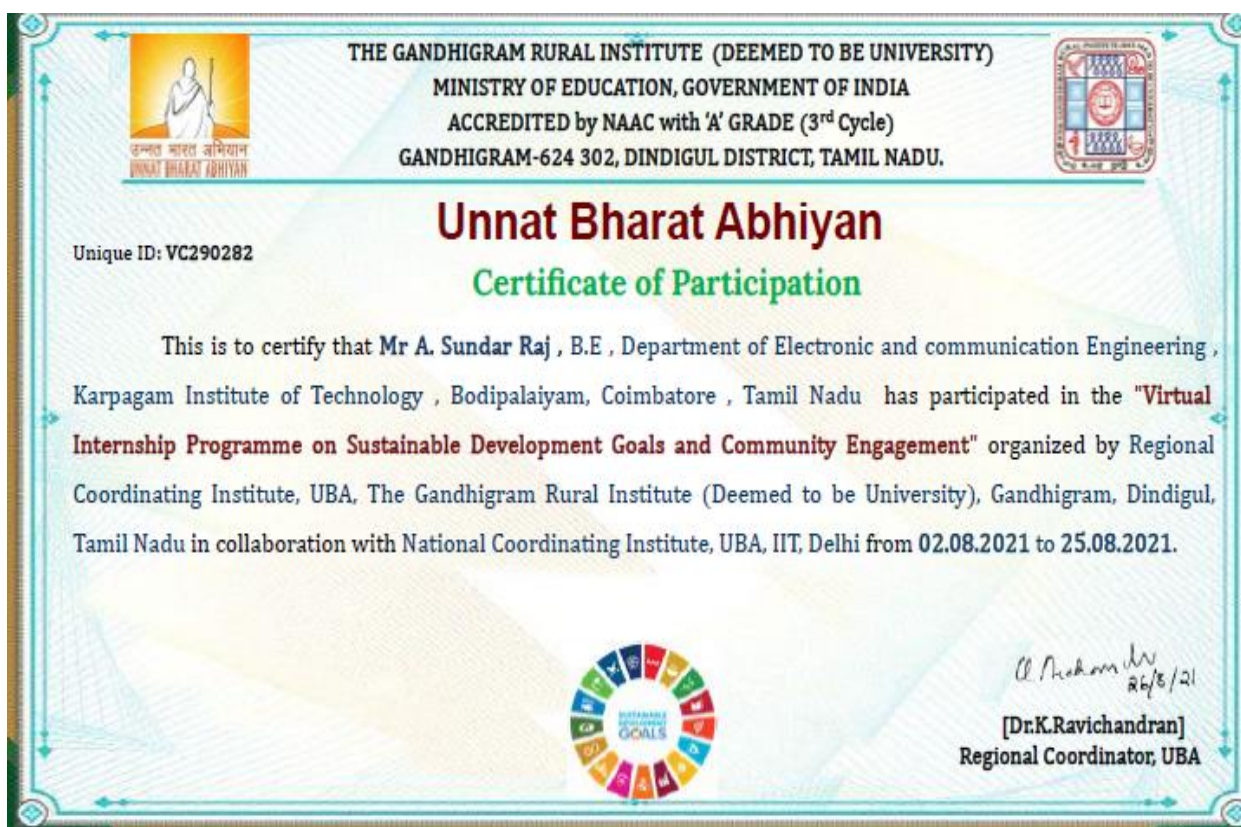 THE GANDHIGRAM RURAL INSTITUTE (DEEMED TO BE UNIVERSITY)
MINISTRY OF EDUCATION, GOVERNMENT OF INDIA
ACCREDITED by NAAC with 'A' GRADE (3rd Cycle)
GANDHIGRAM-624 302, DINDIGUL DISTRICT, TAMIL NADU.
उन्नत भारत अभियान
UNNAT BHARAT ABHIYAN
Unnat Bharat Abhiyan
Unique ID: VC290282
Certificate of Participation
This is to certify that Mr A. Sundar Raj , B.E , Department of Electronic and communication Engineering ,
Karpagam Institute of Technology , Bodipalaiyam, Coimbatore , Tamil Nadu has participated in the "Virtual
Internship Programme on Sustainable Development Goals and Community Engagement" organized by Regional
Coordinating Institute, UBA, The Gandhigram Rural Institute (Deemed to be University), Gandhigram, Dindigul,
Tamil Nadu in collaboration with National Coordinating Institute, UBA, IIT, Delhi from 02.08.2021 to 25.08.2021.
SUSTAINABLE
DEVELOPMENT
GOALS
26/8/21
[Dr.K.Ravichandran]
Regional Coordinator, UBA